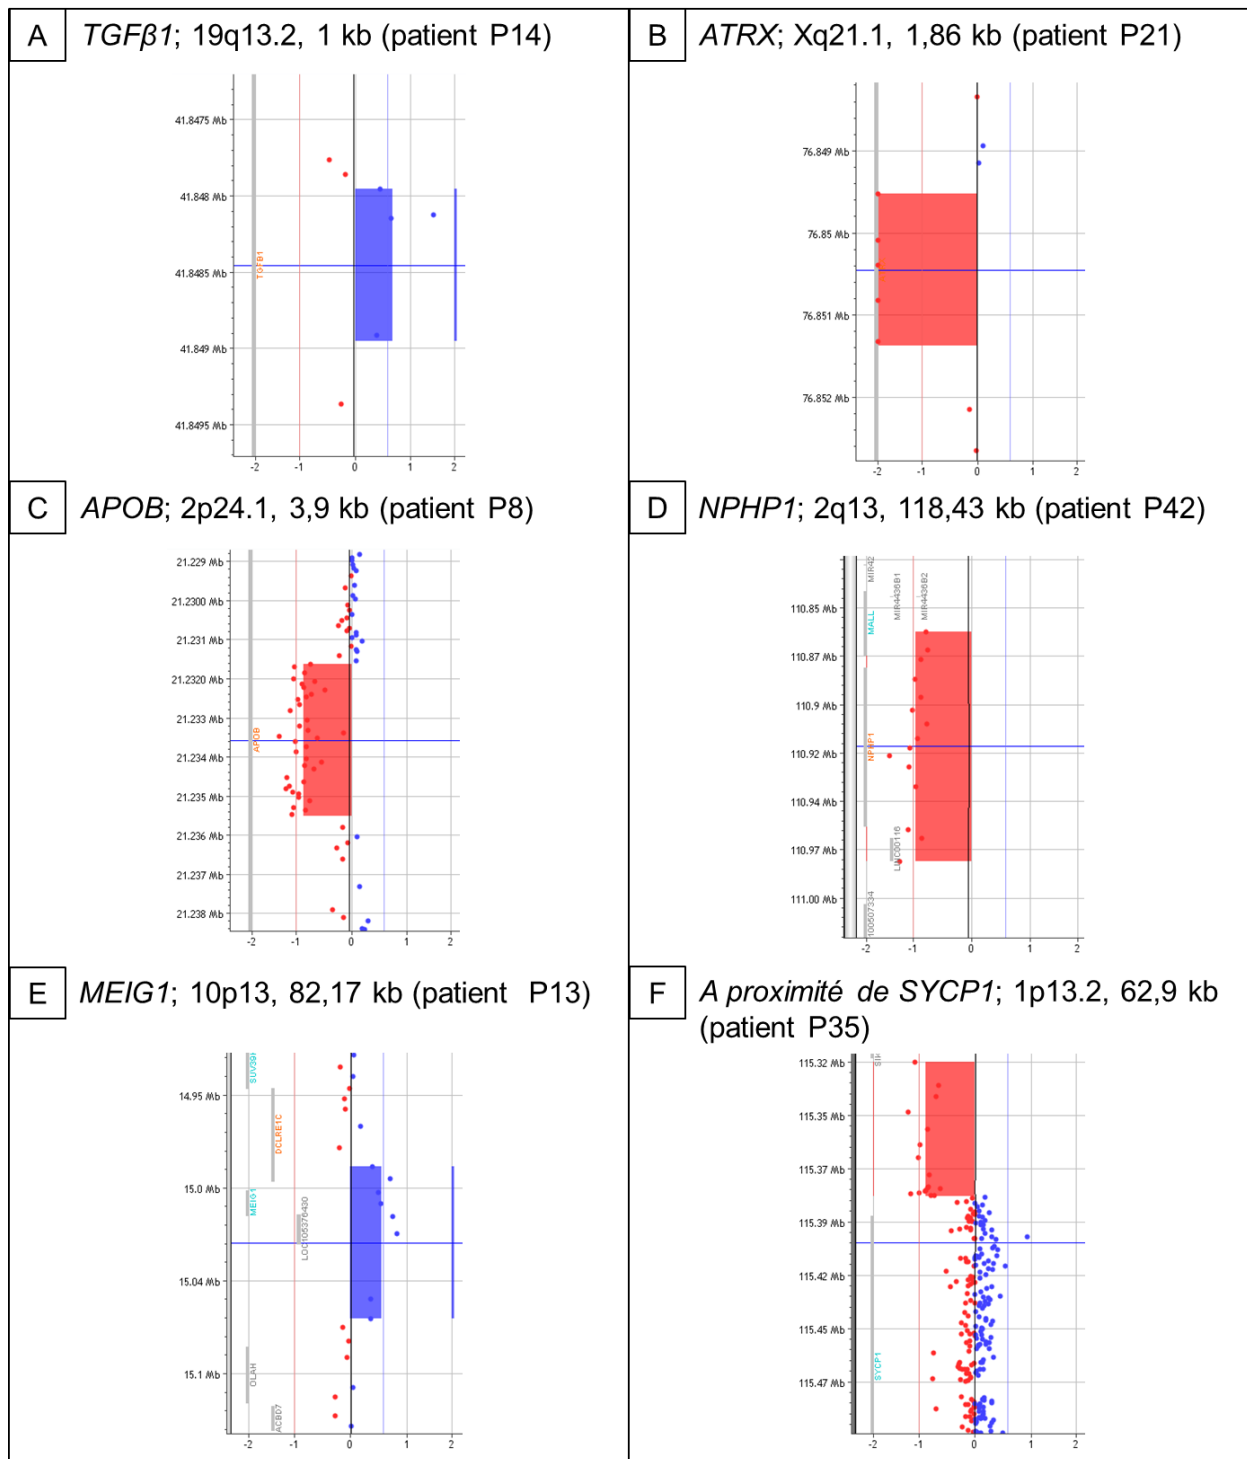 A
TGFβ1; 19q13.2, 1 kb (patient P14)
41.8475 Mb
41.848 Mb
41.8485 Mb
41.849 Mb
41.8495 Mb
TGFB1
-2 -1 0 1 2
B
ATRX; Xq21.1, 1,86 kb (patient P21)
76.849 Mb
76.85 Mb
76.851 Mb
76.852 Mb
-2 -1 0 1 2
C
APOB; 2p24.1, 3,9 kb (patient P8)
21.229 Mb
21.2300 Mb
21.231 Mb
21.2320 Mb
21.233 Mb
21.234 Mb
21.235 Mb
21.236 Mb
21.237 Mb
21.238 Mb
APOB
-2 -1 0 1 2
D
NPHP1; 2q13, 118,43 kb (patient P42)
110.85 Mb
110.87 Mb
110.9 Mb
110.92 Mb
110.94 Mb
110.97 Mb
111.00 Mb
MIR42
MIR4436B1
MIR4436B2
MALL
NPHP1
LINC00116
100507334
-2 -1 0 1 2
E
MEIG1; 10p13, 82,17 kb (patient P13)
14.95 Mb
15.0 Mb
15.04 Mb
15.1 Mb
SUV39H
DCLRE1C
MEIG1
LOC105376430
OLAH
ACBD7
-2 -1 0 1 2
F
A proximité de SYCP1; 1p13.2, 62,9 kb
(patient P35)
115.32 Mb
115.35 Mb
115.37 Mb
115.39 Mb
115.42 Mb
115.45 Mb
115.47 Mb
SYCP1
-2 -1 0 1 2